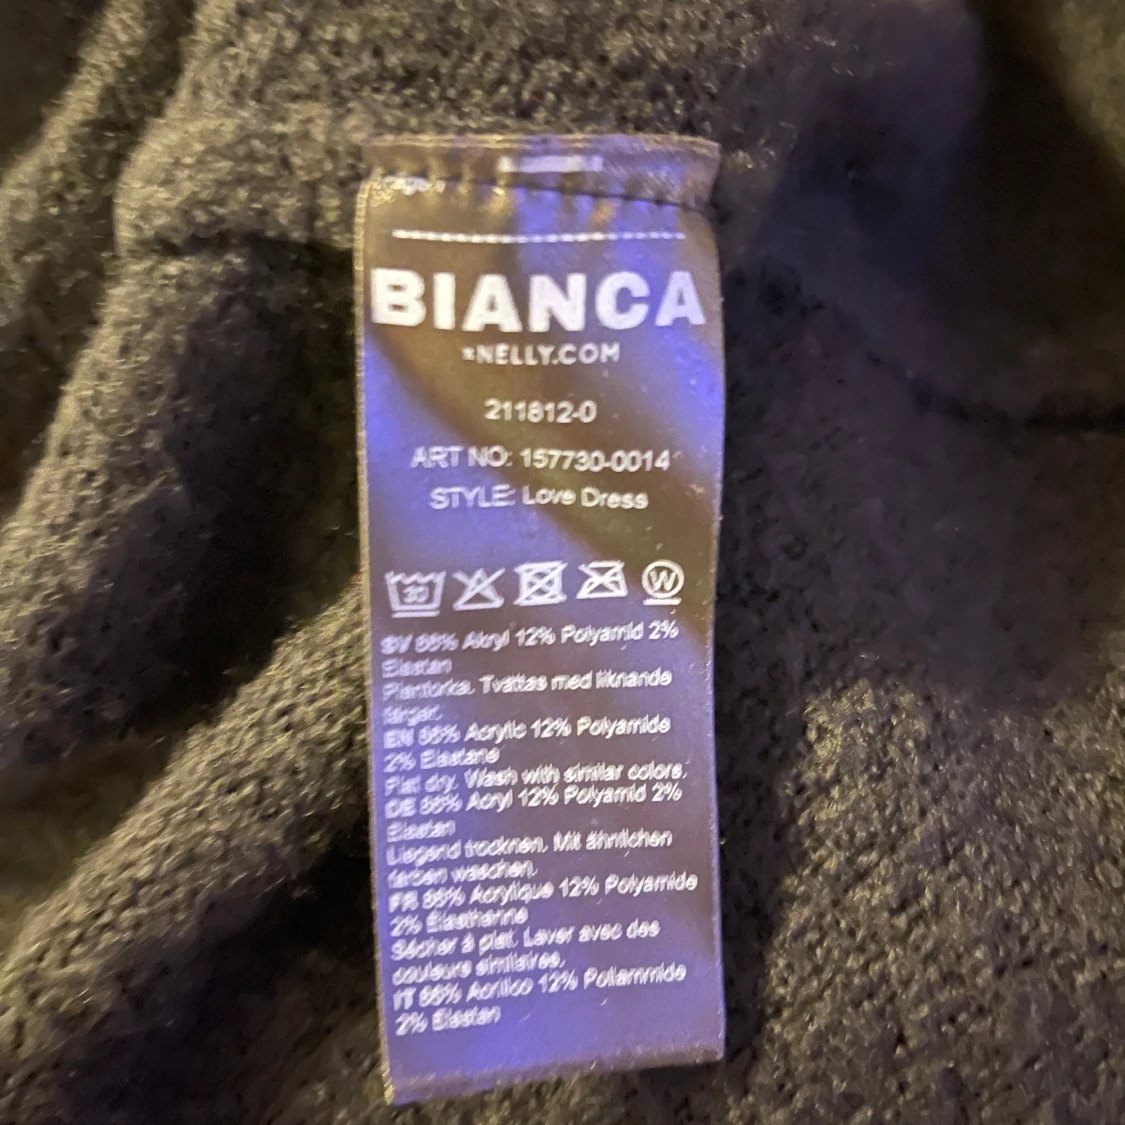 BIANCA
*NELLY.COM
211812-0
ART NO: 157730-0014
STYLE: Love Dress
30
W
SV 86% Akryl 12% Polyamid 2%
Elastan
Plantorka. Tvättas med liknande
färger.
EN 86% Acrylic 12% Polyamide
2% Elastane
Flat dry. Wash with similar colors.
DE 86% Acryl 12% Polyamid 2%
Elastan
Liegend trocknen. Mit ähnlichen
farben waschen.
FR 86% Acrylique 12% Polyamide
2% Élasthanne
Sécher à plat. Laver avec des
couleurs similaires.
IT 86% Acrilico 12% Poliammide
2% Elastan